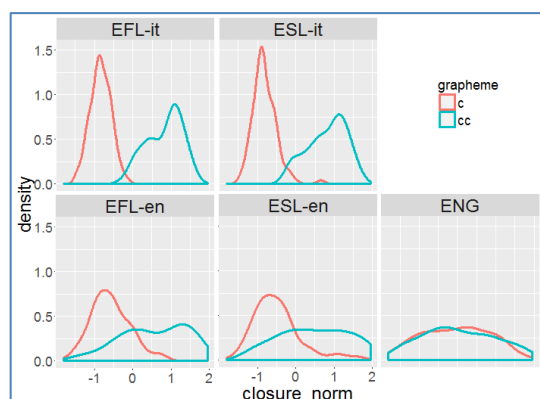 EFL-it ESL-it
1.5
1.0
0.5
0.0
grapheme
c
cc
density
EFL-en ESL-en ENG
1.5
1.0
0.5
0.0
-1 0 1 2 -1 0 1 2
closure_norm